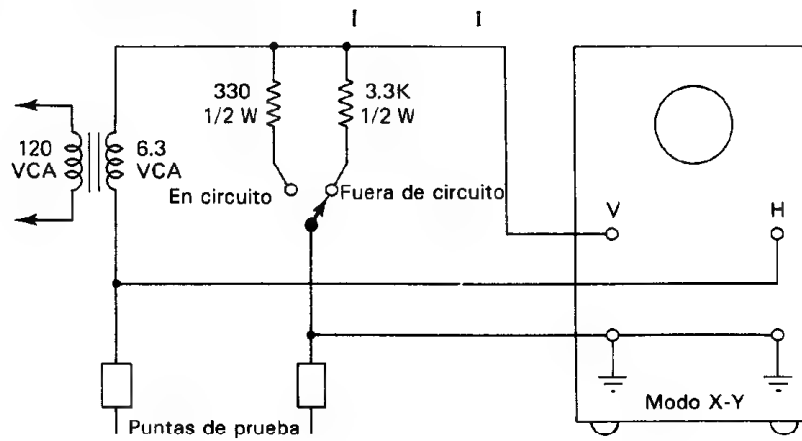 330
1/2 W
3.3K
1/2 W
120
VCA
6.3
VCA
En circuito
Fuera de circuito
V
H
Puntas de prueba
Modo X-Y